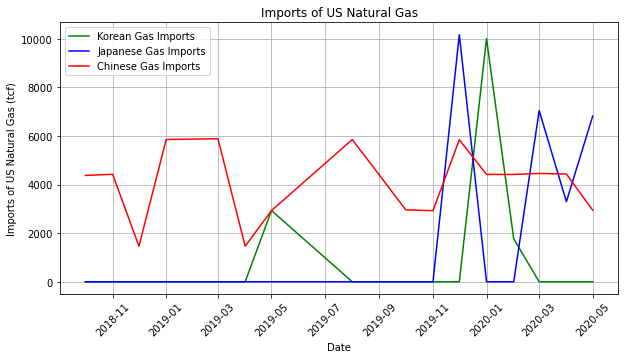 Imports of US Natural Gas
Korean Gas Imports
Japanese Gas Imports
Chinese Gas Imports
Imports of US Natural Gas (tcf)
10000
8000
6000
4000
2000
0
2018-11
2019-01
2019-03
2019-05
2019-07
2019-09
2019-11
2020-01
2020-03
2020-05
Date